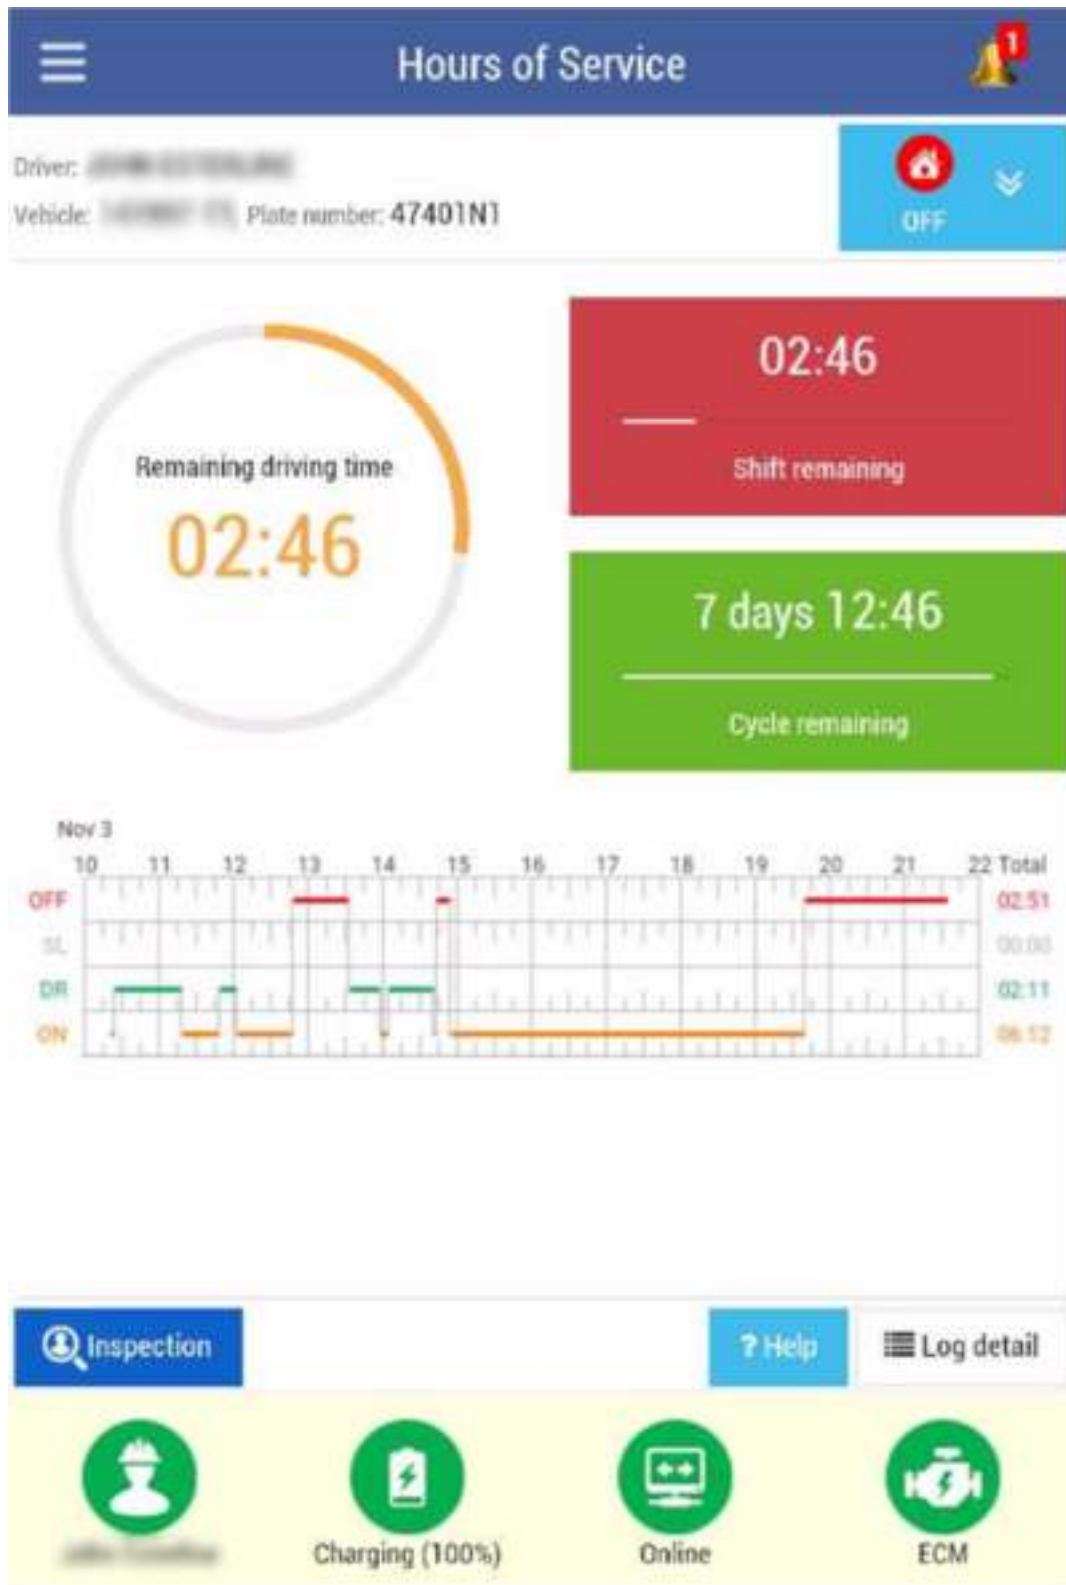 Hours of Service
1
Driver:
Vehicle: Plate number: 47401N1
OFF
02:46
Shift remaining
Remaining driving time
02:46
7 days 12:46
Cycle remaining
Nov 3
10 11 12 13 14 15 16 17 18 19 20 21 22 Total
OFF 02:51
SL 00:00
DR 02:11
ON 06:12
Inspection
? Help
Log detail
Charging (100%)
Online
ECM